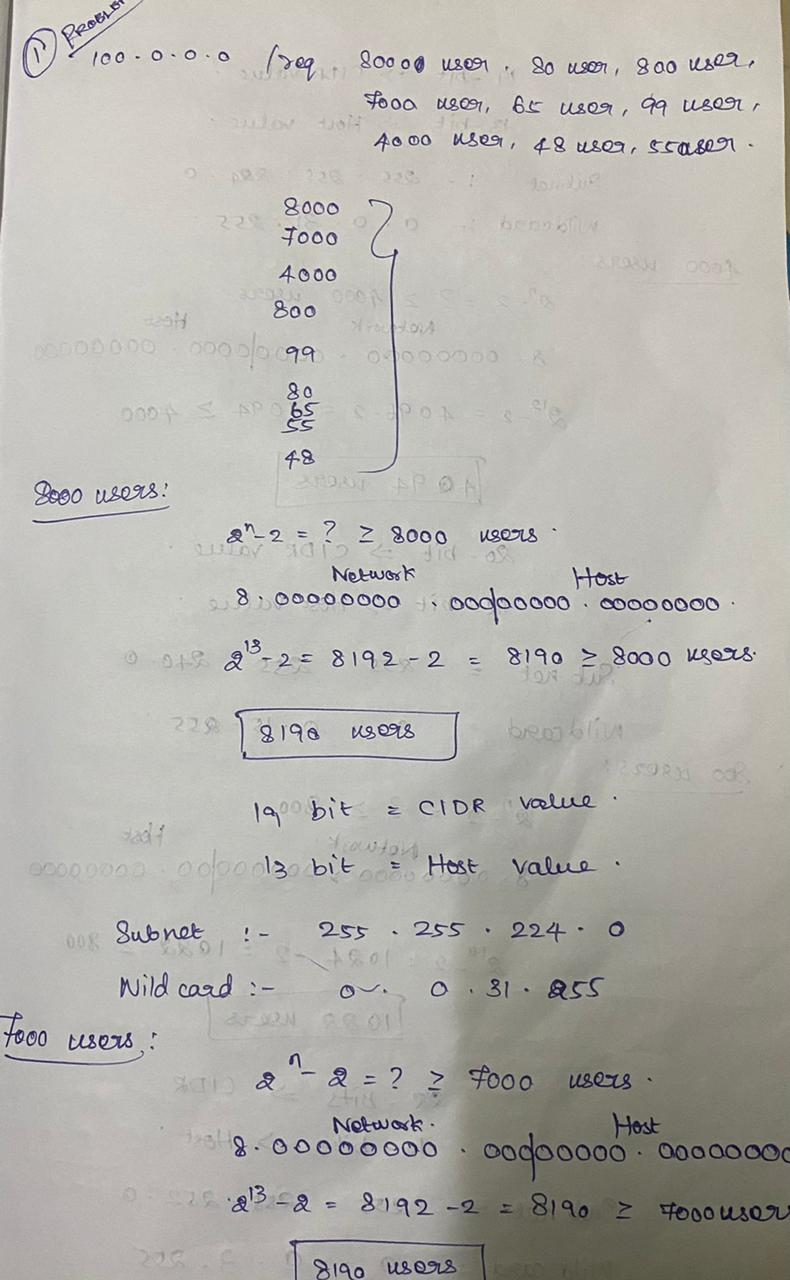 1) PROBLEM
100.0.0.0 /req 80000 user, 80 user, 800 user,
7000 user, 65 user, 99 user,
4000 user, 48 user, 55 user.
8000
7000
4000
800
99
80
65
55
48
8000 users:
2^n - 2 = ? ≥ 8000 users.
Network Host
8.00000000.000|00000.00000000.
2^13 - 2 = 8192 - 2 = 8190 ≥ 8000 users.
8190 users
19 bit = CIDR value.
13 bit = Host value.
Subnet :- 255.255.224.0
Wild card :- 0.0.31.255
7000 users:
2^n - 2 = ? ≥ 7000 users.
Network. Host
8.00000000.000|00000.00000000
2^13 - 2 = 8192 - 2 = 8190 ≥ 7000 user
8190 users